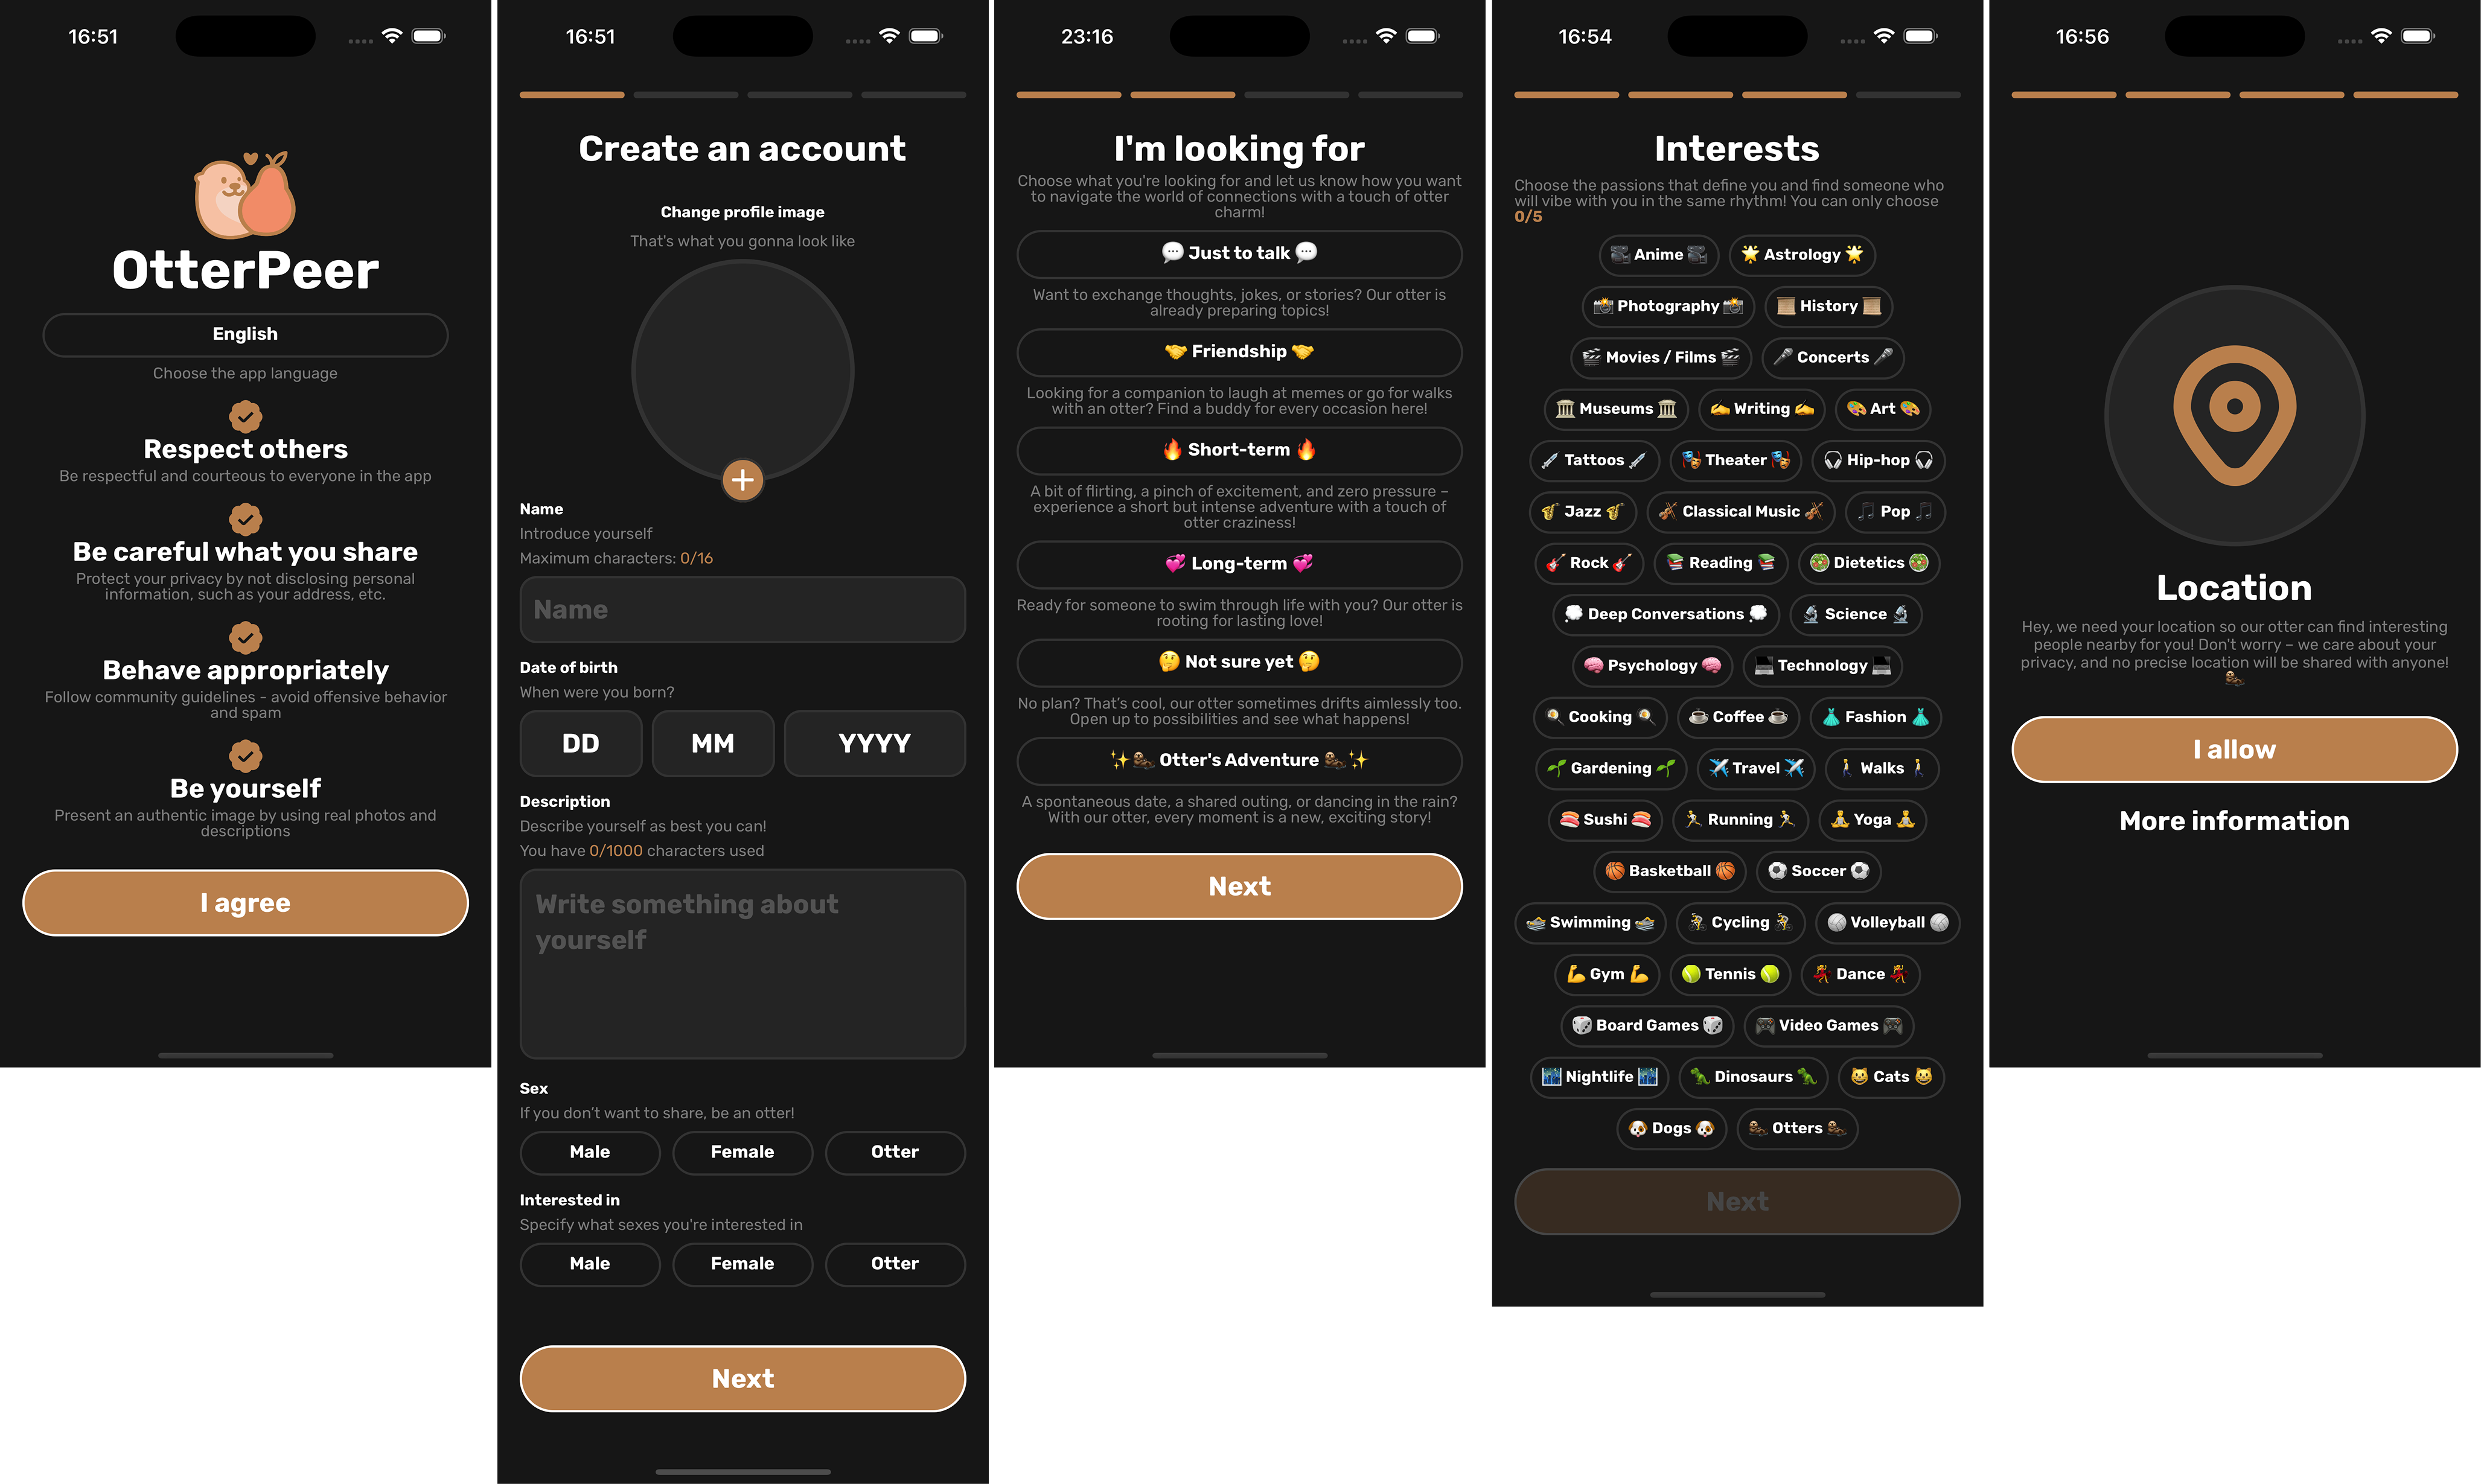 16:51
OtterPeer
English
Choose the app language
Respect others
Be respectful and courteous to everyone in the app
Be careful what you share
Protect your privacy by not disclosing personal
information, such as your address, etc.
Behave appropriately
Follow community guidelines - avoid offensive behavior
and spam
Be yourself
Present an authentic image by using real photos and
descriptions
I agree
16:51
Create an account
Change profile image
That's what you gonna look like
Name
Introduce yourself
Maximum characters: 0/16
Name
Date of birth
When were you born?
DD MM YYYY
Description
Describe yourself as best you can!
You have 0/1000 characters used
Write something about
yourself
Sex
If you don't want to share, be an otter!
Male Female Otter
Interested in
Specify what sexes you're interested in
Male Female Otter
Next
23:16
I'm looking for
Choose what you're looking for and let us know how you want
to navigate the world of connections with a touch of otter
charm!
💬 Just to talk 💬
Want to exchange thoughts, jokes, or stories? Our otter is
already preparing topics!
🤝 Friendship 🤝
Looking for a companion to laugh at memes or go for walks
with an otter? Find a buddy for every occasion here!
🔥 Short-term 🔥
A bit of flirting, a pinch of excitement, and zero pressure –
experience a short but intense adventure with a touch of
otter craziness!
💞 Long-term 💞
Ready for someone to swim through life with you? Our otter is
rooting for lasting love!
🤔 Not sure yet 🤔
No plan? That's cool, our otter sometimes drifts aimlessly too.
Open up to possibilities and see what happens!
✨🦦 Otter's Adventure 🦦✨
A spontaneous date, a shared outing, or dancing in the rain?
With our otter, every moment is a new, exciting story!
Next
16:54
Interests
Choose the passions that define you and find someone who
will vibe with you in the same rhythm! You can only choose
0/5
🎥 Anime 🎥 🌟 Astrology 🌟
📸 Photography 📸 📜 History 📜
🎬 Movies / Films 🎬 🎤 Concerts 🎤
🏛️ Museums 🏛️ ✍️ Writing ✍️ 🎨 Art 🎨
💉 Tattoos 💉 🎭 Theater 🎭 🎧 Hip-hop 🎧
🎷 Jazz 🎷 🎻 Classical Music 🎻 🎵 Pop 🎵
🎸 Rock 🎸 📚 Reading 📚 🥗 Dietetics 🥗
💭 Deep Conversations 💭 🔬 Science 🔬
🧠 Psychology 🧠 💻 Technology 💻
🍳 Cooking 🍳 ☕ Coffee ☕ 👗 Fashion 👗
🌱 Gardening 🌱 ✈️ Travel ✈️ 🚶 Walks 🚶
🍣 Sushi 🍣 🏃 Running 🏃 🧘 Yoga 🧘
🏀 Basketball 🏀 ⚽ Soccer ⚽
🏊 Swimming 🏊 🚴 Cycling 🚴 🏐 Volleyball 🏐
💪 Gym 💪 🎾 Tennis 🎾 💃 Dance 💃
🎲 Board Games 🎲 🎮 Video Games 🎮
🌃 Nightlife 🌃 🦖 Dinosaurs 🦖 😺 Cats 😺
🐶 Dogs 🐶 🦦 Otters 🦦
Next
16:56
Location
Hey, we need your location so our otter can find interesting
people nearby for you! Don't worry – we care about your
privacy, and no precise location will be shared with anyone!
🦦
I allow
More information